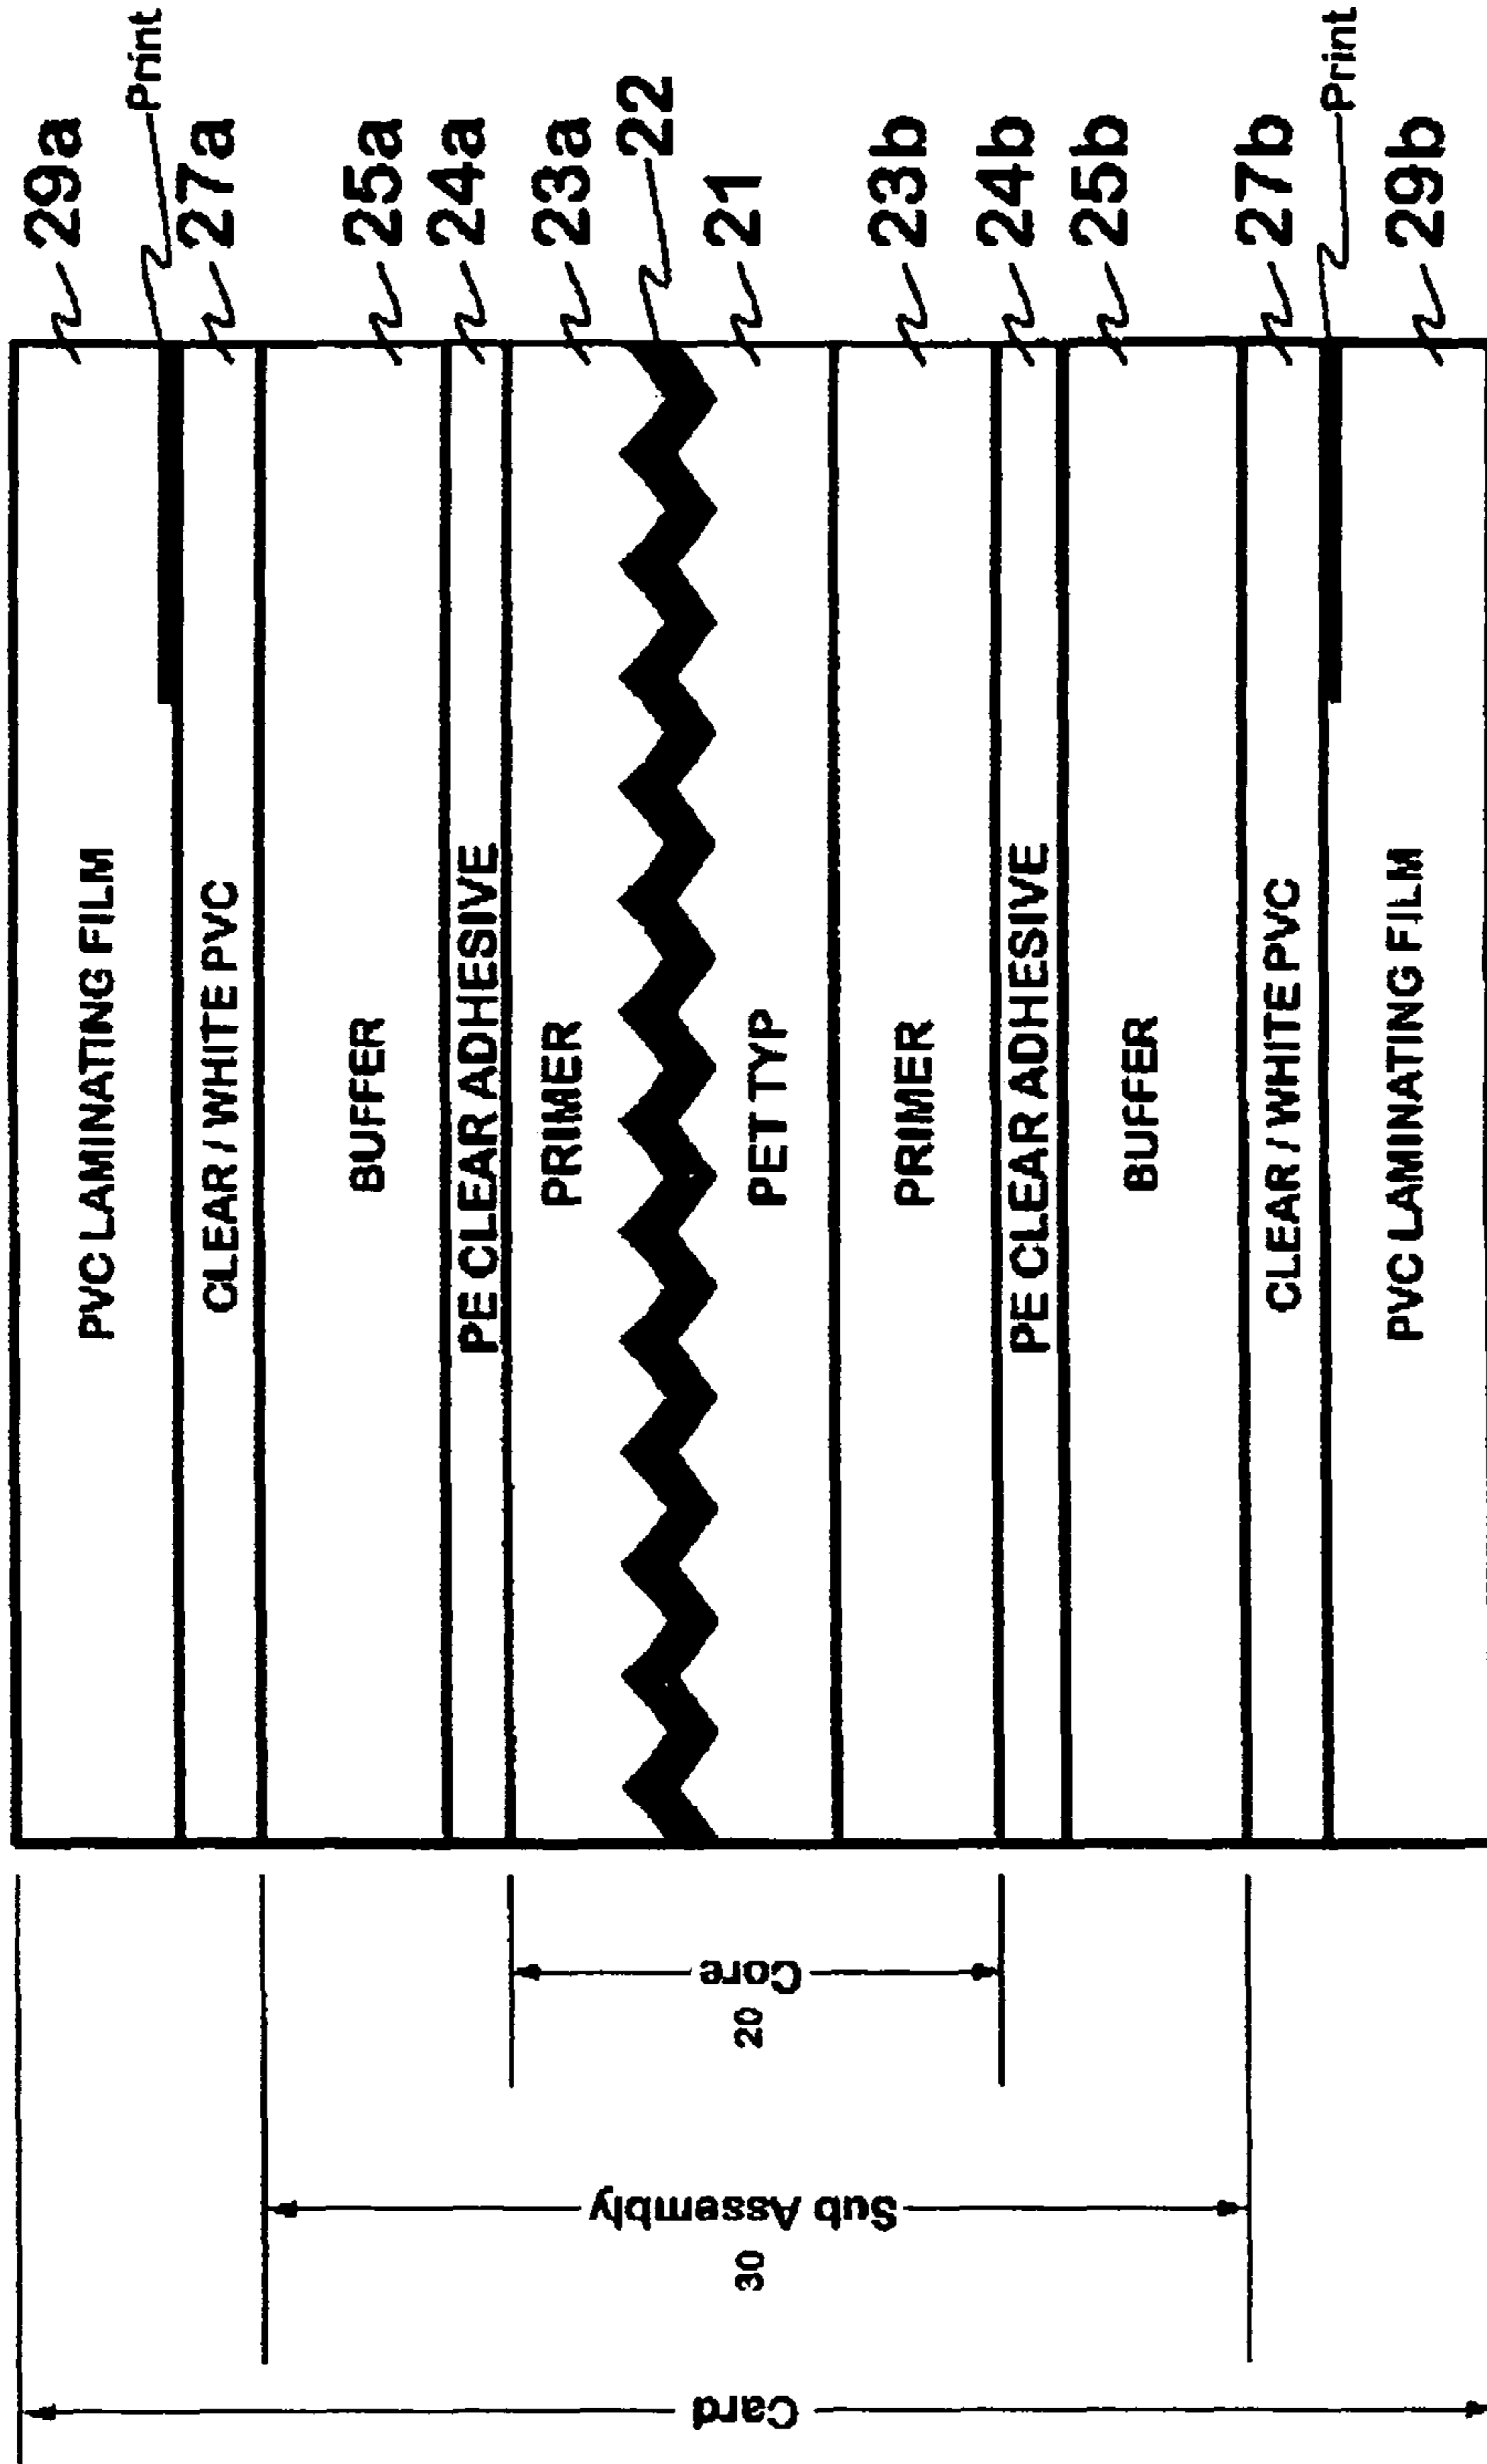 29a
Print
27a
25a
24a
23a
22
21
23b
24b
25b
27b
Print
29b
PVC LAMINATING FILM
CLEAR / WHITE PVC
BUFFER
PE CLEAR ADHESIVE
PRIMER
PET TYP
PRIMER
PE CLEAR ADHESIVE
BUFFER
CLEAR / WHITE PVC
PVC LAMINATING FILM
Core
20
Sub Assembly
30
Card